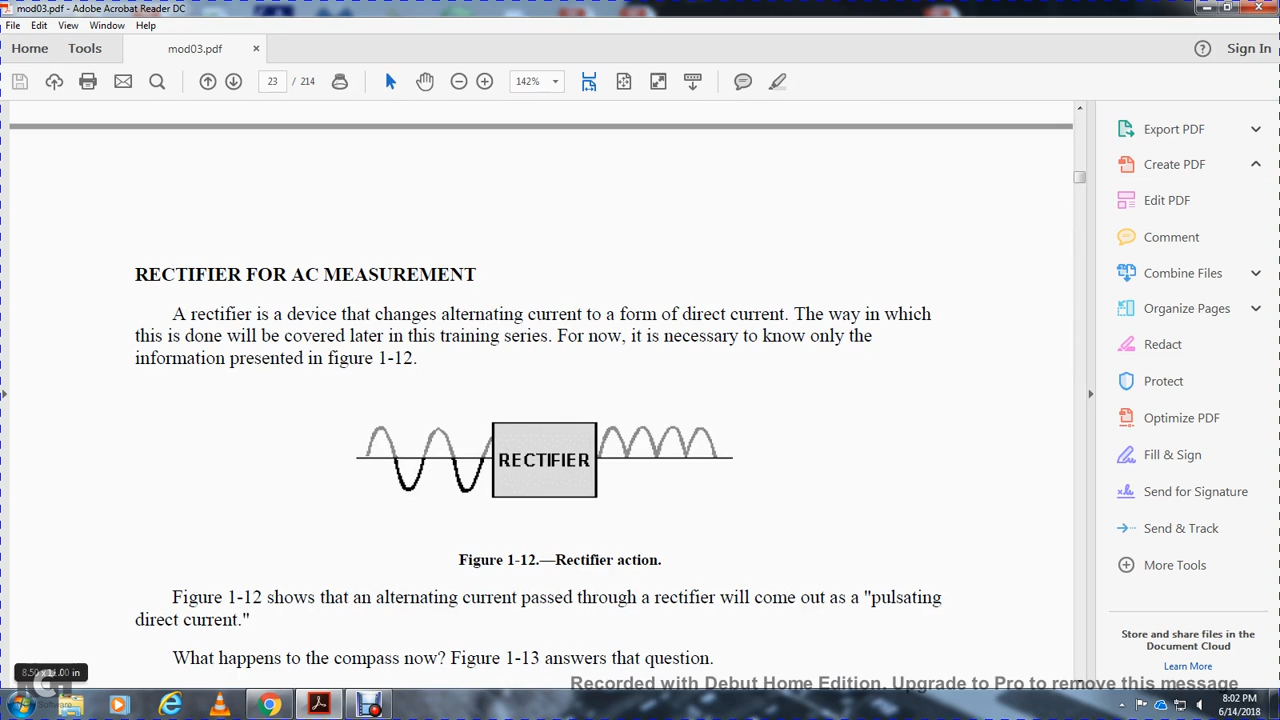 mod03.pdf - Adobe Acrobat Reader DC
File Edit View Window Help
Home Tools mod03.pdf × Sign In
23 / 214 142%
Export PDF
Create PDF
Edit PDF
Comment
Combine Files
Organize Pages
Redact
Protect
Optimize PDF
Fill & Sign
Send for Signature
Send & Track
More Tools
Store and share files in the
Document Cloud
Learn More
RECTIFIER FOR AC MEASUREMENT
A rectifier is a device that changes alternating current to a form of direct current. The way in which
this is done will be covered later in this training series. For now, it is necessary to know only the
information presented in figure 1-12.
RECTIFIER
Figure 1-12.—Rectifier action.
Figure 1-12 shows that an alternating current passed through a rectifier will come out as a "pulsating
direct current."
What happens to the compass now? Figure 1-13 answers that question.
8.50 x 11.00 in
Recorded with Debut Home Edition. Upgrade to Pro to remove this message
Software
8:02 PM
6/14/2018